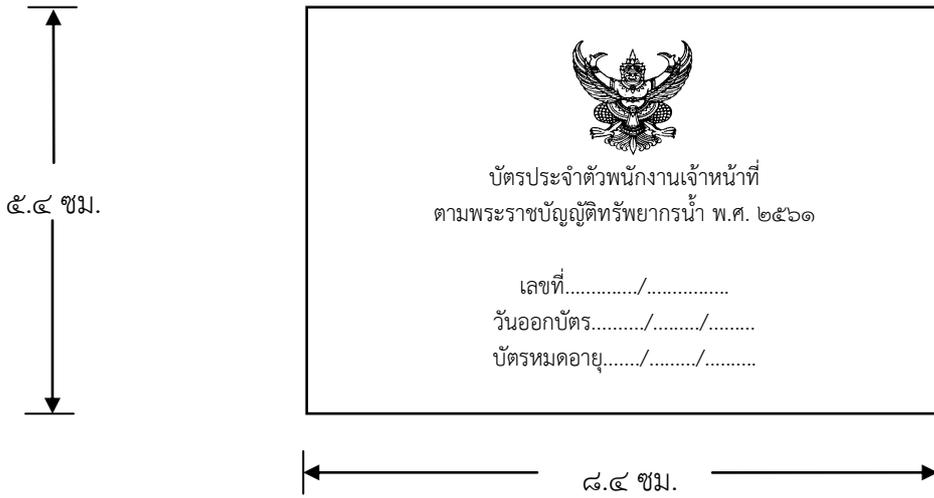 บัตรประจำตัวพนักงานเจ้าหน้าที่
ตามพระราชบัญญัติทรัพยากรน้ำ พ.ศ. ๒๕๖๑
๕.๔ ซม.
เลขที่............../................
วันออกบัตร........../........./.........
บัตรหมดอายุ......./........./..........
๘.๔ ซม.